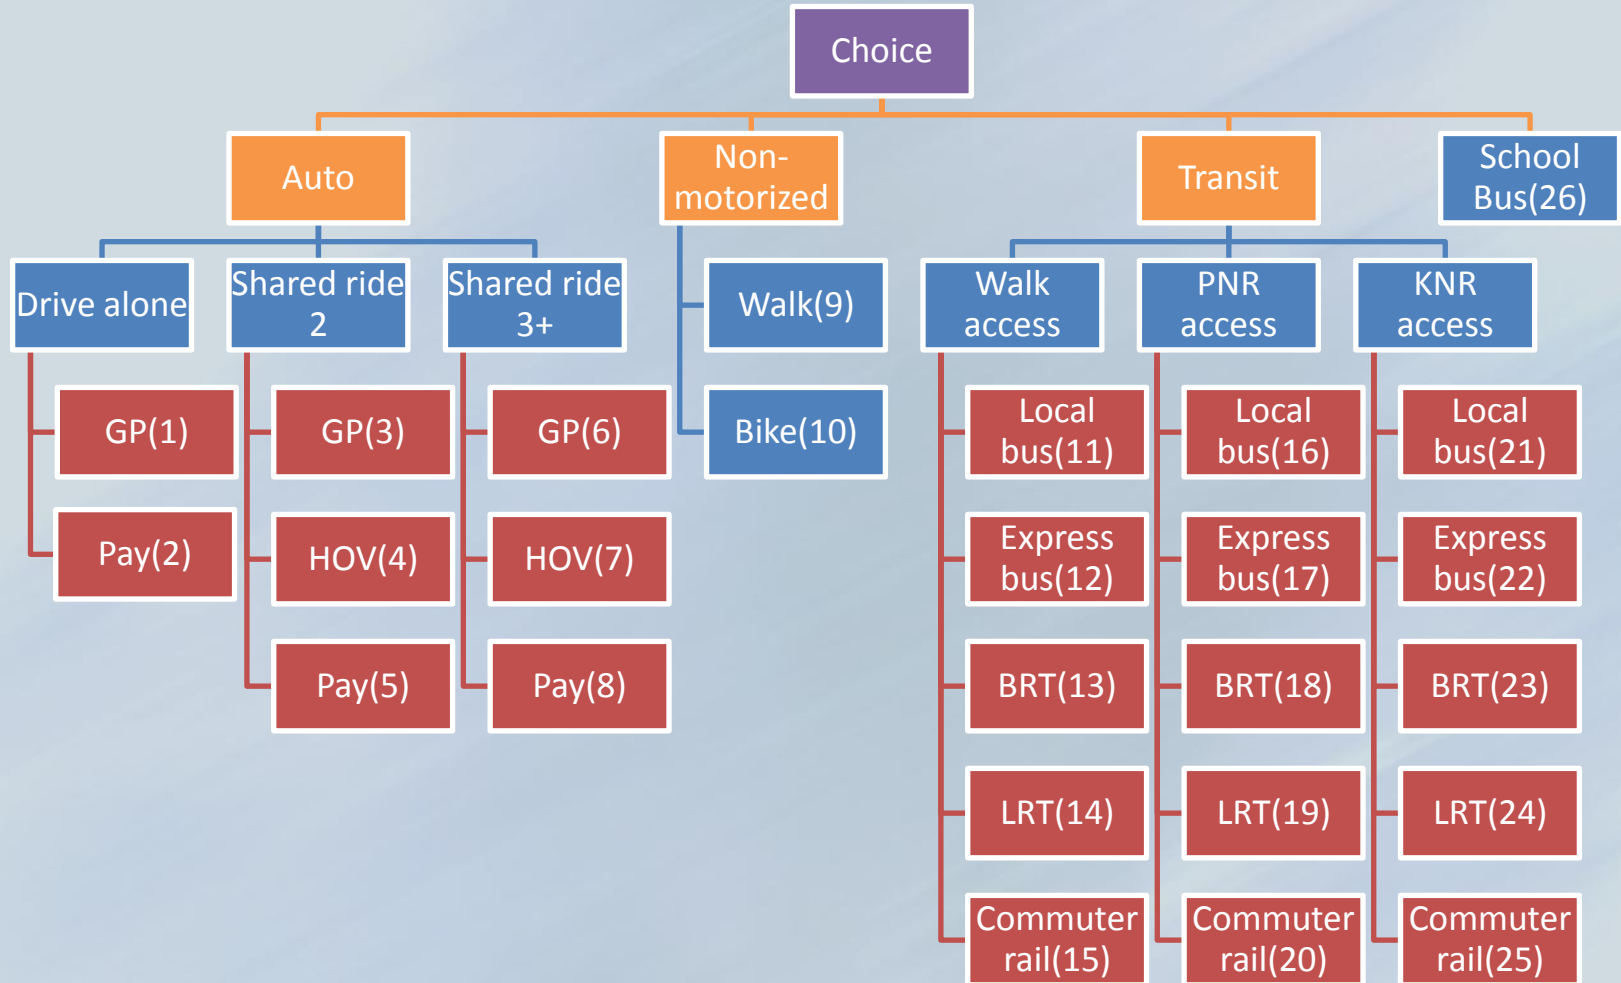 Choice
Auto
Non-
motorized
Transit
School
Bus(26)
Drive alone
Shared ride
2
Shared ride
3+
Walk(9)
Walk
access
PNR
access
KNR
access
GP(1)
GP(3)
GP(6)
Bike(10)
Local
bus(11)
Local
bus(16)
Local
bus(21)
Pay(2)
HOV(4)
HOV(7)
Express
bus(12)
Express
bus(17)
Express
bus(22)
Pay(5)
Pay(8)
BRT(13)
BRT(18)
BRT(23)
LRT(14)
LRT(19)
LRT(24)
Commuter
rail(15)
Commuter
rail(20)
Commuter
rail(25)